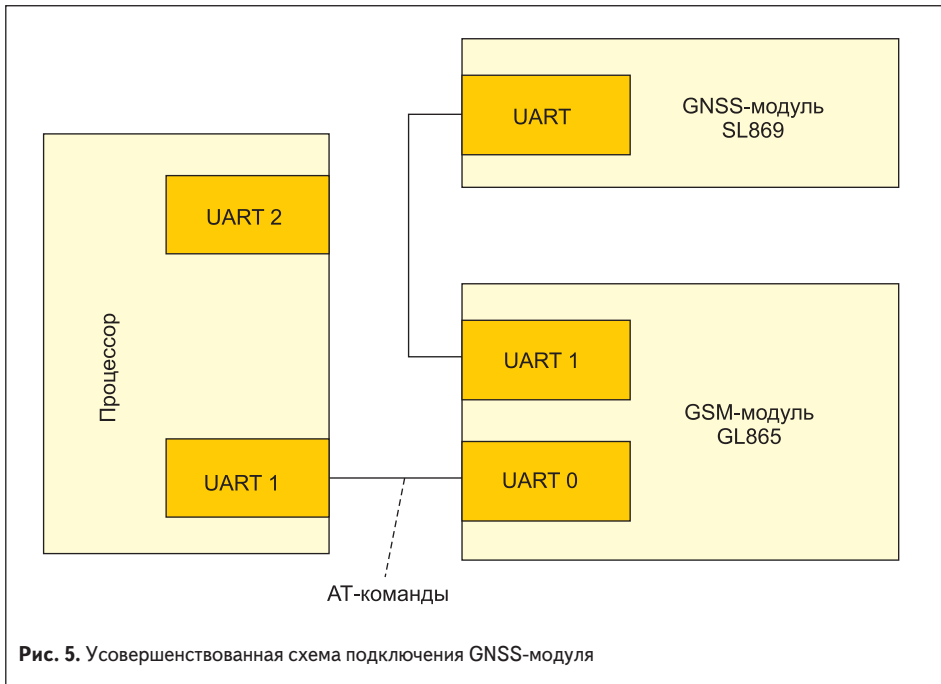 UART
GNSS-модуль
SL869
UART 2
Процессор
UART 1
GSM-модуль
GL865
UART 1
UART 0
АТ-команды
Рис. 5. Усовершенствованная схема подключения GNSS-модуля